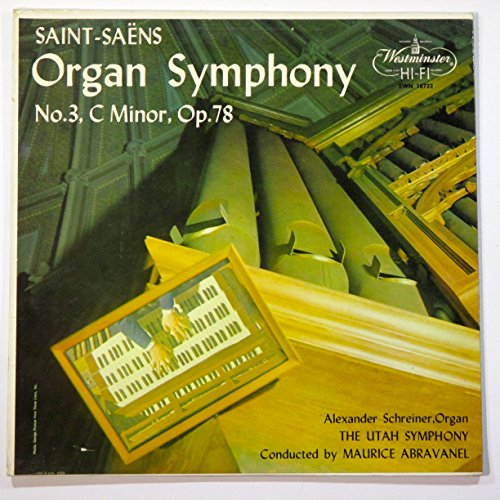 SAINT-SAËNS
Organ Symphony
No.3, C Minor, Op.78
Westminster
HI-FI
XWN 18722
Alexander Schreiner, Organ
THE UTAH SYMPHONY
Conducted by MAURICE ABRAVANEL